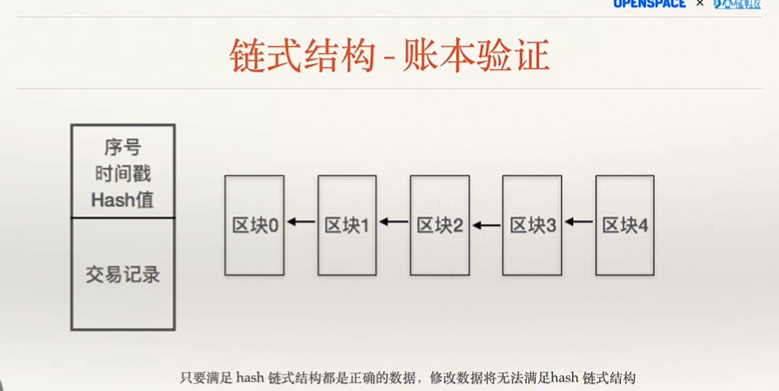 OPENSPACE ×
链式结构 - 账本验证
序号
时间戳
Hash值
交易记录
区块0
区块1
区块2
区块3
区块4
只要满足 hash 链式结构都是正确的数据，修改数据将无法满足hash 链式结构